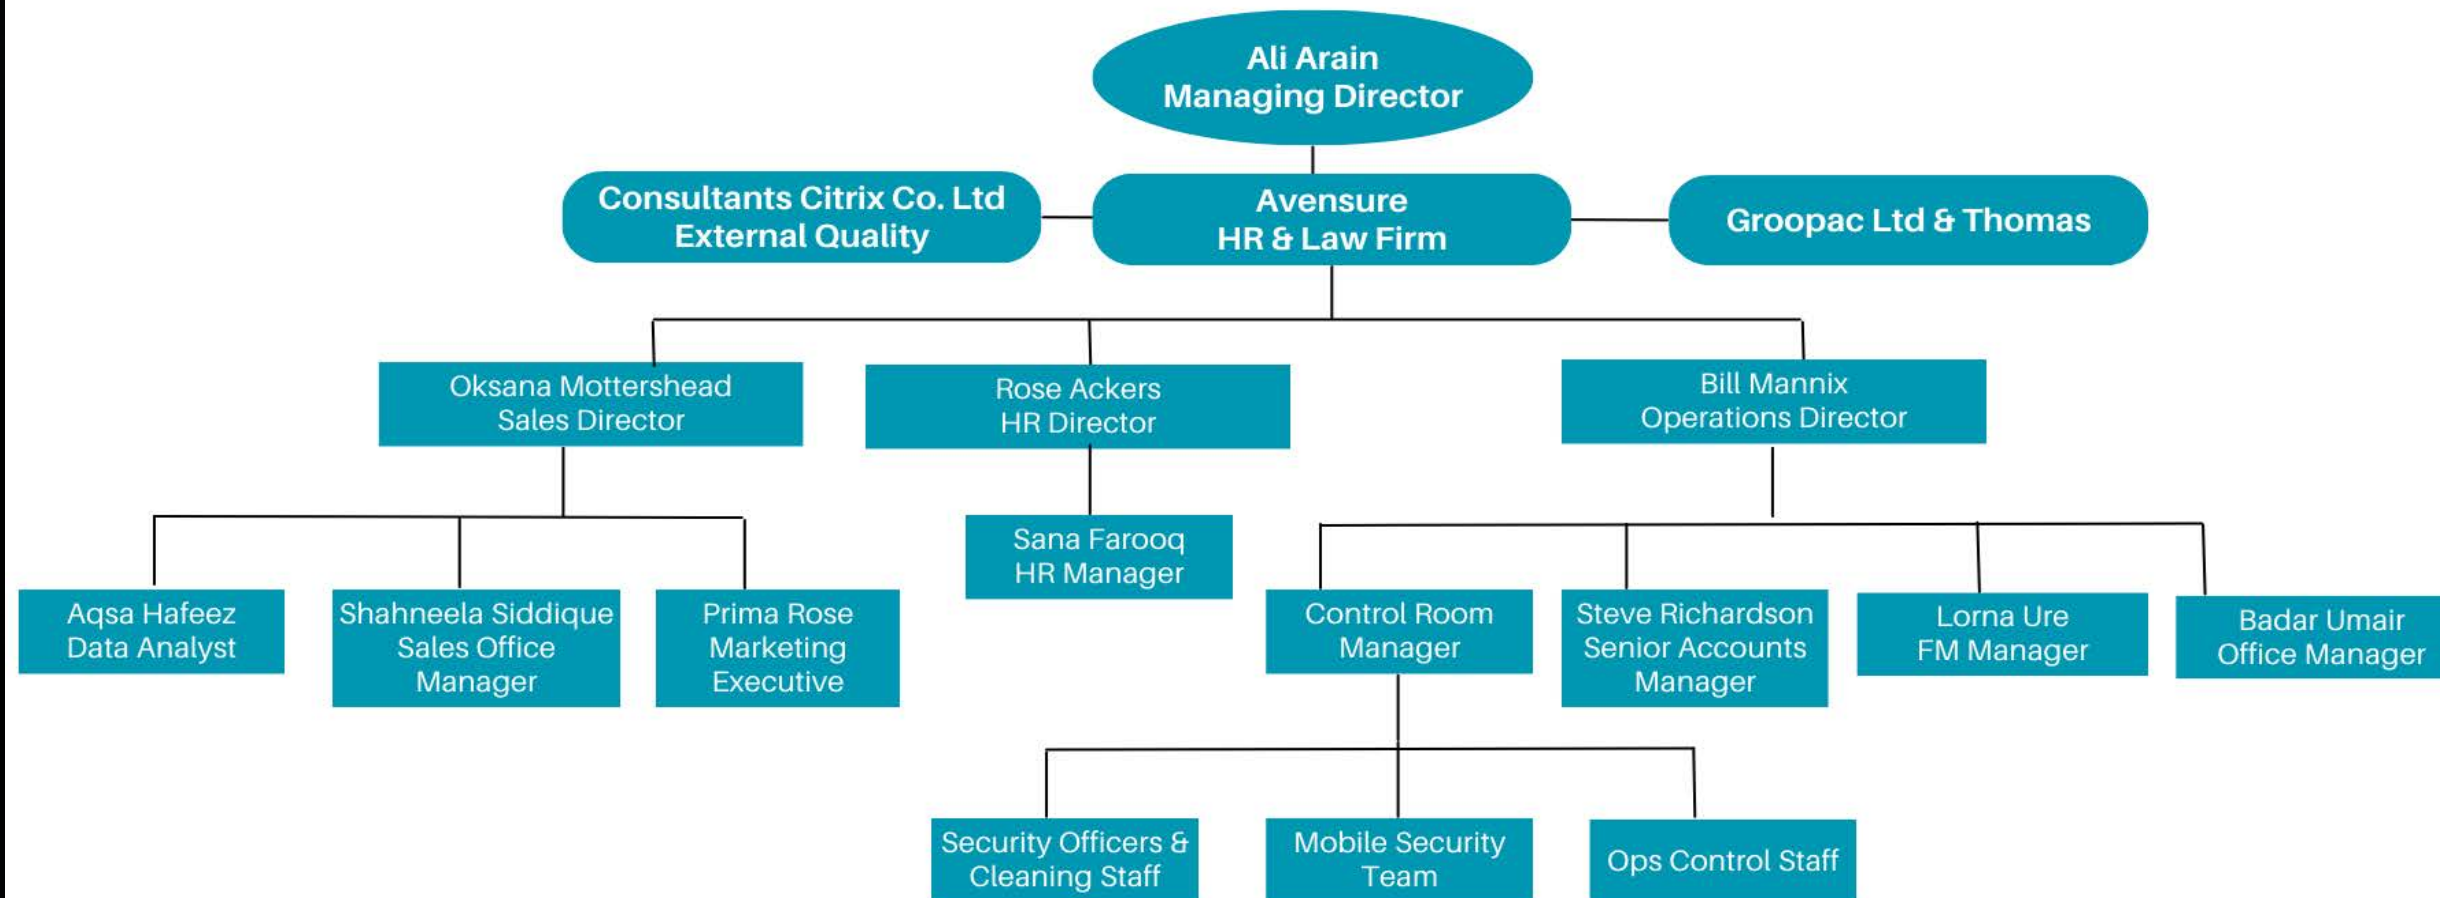 Ali Arain
Managing Director
Consultants Citrix Co. Ltd
External Quality
Avensure
HR & Law Firm
Groopac Ltd & Thomas
Oksana Mottershead
Sales Director
Rose Ackers
HR Director
Bill Mannix
Operations Director
Sana Farooq
HR Manager
Aqsa Hafeez
Data Analyst
Shahneela Siddique
Sales Office
Manager
Prima Rose
Marketing
Executive
Control Room
Manager
Steve Richardson
Senior Accounts
Manager
Lorna Ure
FM Manager
Badar Umair
Office Manager
Security Officers &
Cleaning Staff
Mobile Security
Team
Ops Control Staff